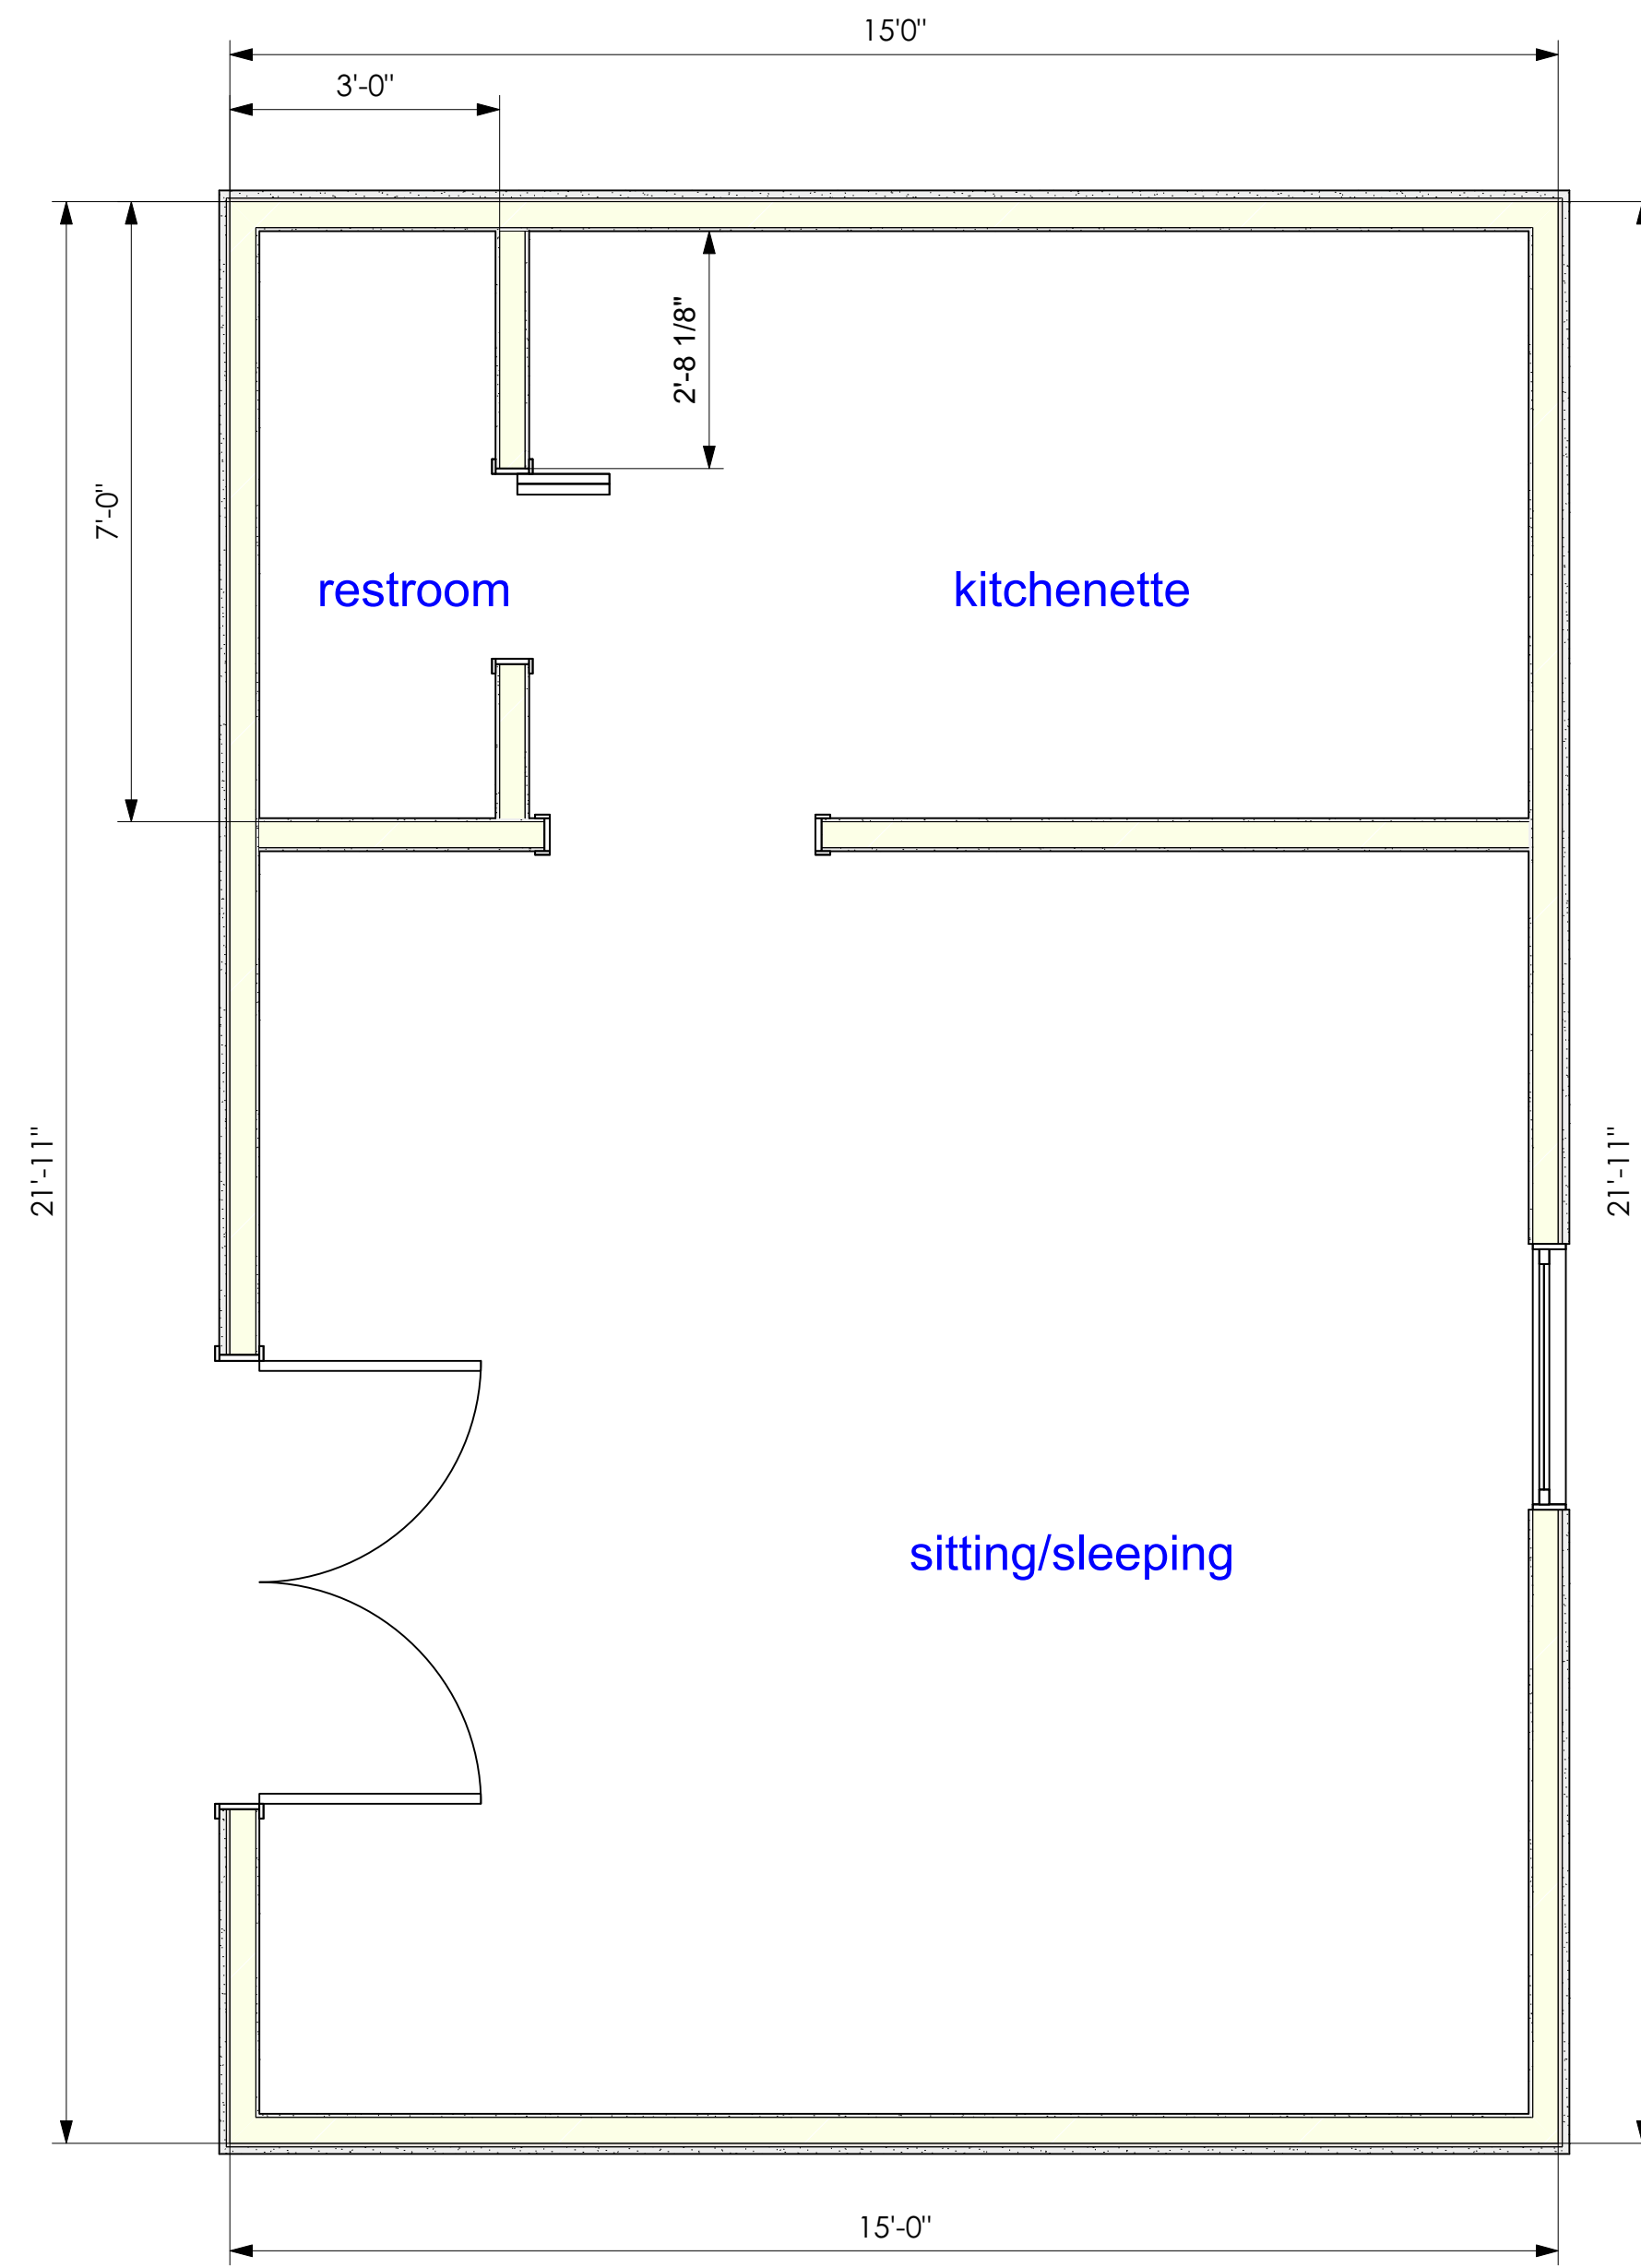 15'0"
3'-0"
2'-8 1/8"
7'-0"
restroom
kitchenette
21'-11"
21'-11"
sitting/sleeping
15'-0"